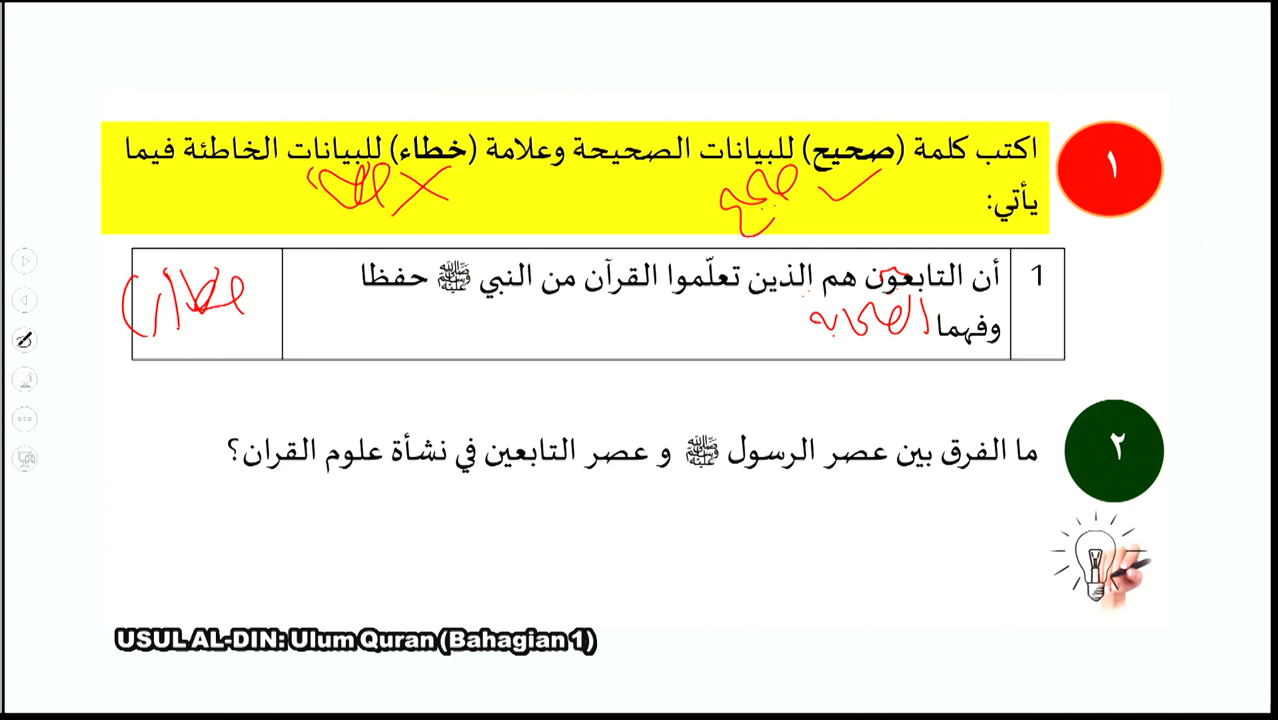 ١
اكتب كلمة (صحيح) للبيانات الصحيحة وعلامة (خطاء) للبيانات الخاطئة فيما
صحيح
يأتي:
1
أن التابعون هم الذين تعلّموا القرآن من النبي ﷺ حفظا
وفهما
الصحابة
٢
ما الفرق بين عصر الرسول ﷺ و عصر التابعين في نشأة علوم القران؟
USUL AL-DIN: Ulum Quran (Bahagian 1)